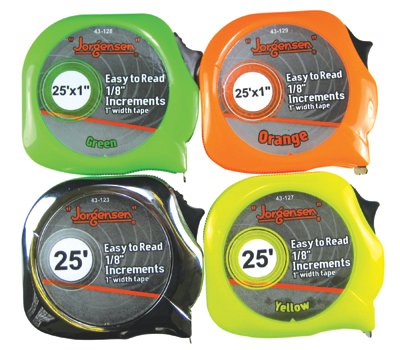 43-128
"Jorgensen"
25'x1"
Easy to Read
1/8"
Increments
1" width tape
Green
43-129
"Jorgensen"
25'x1"
Easy to Read
1/8"
Increments
1" width tape
Orange
43-123
"Jorgensen"
25'
Easy to Read
1/8"
Increments
1" width tape
43-127
"Jorgensen"
25'
Easy to Read
1/8"
Increments
1" width tape
Yellow